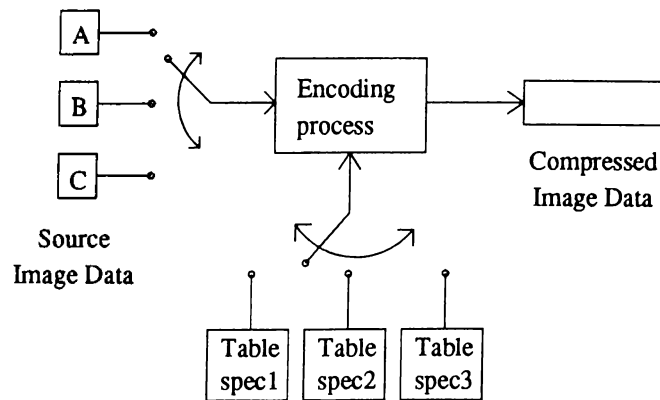 A
B
C
Source
Image Data
Encoding
process
Compressed
Image Data
Table
spec1
Table
spec2
Table
spec3